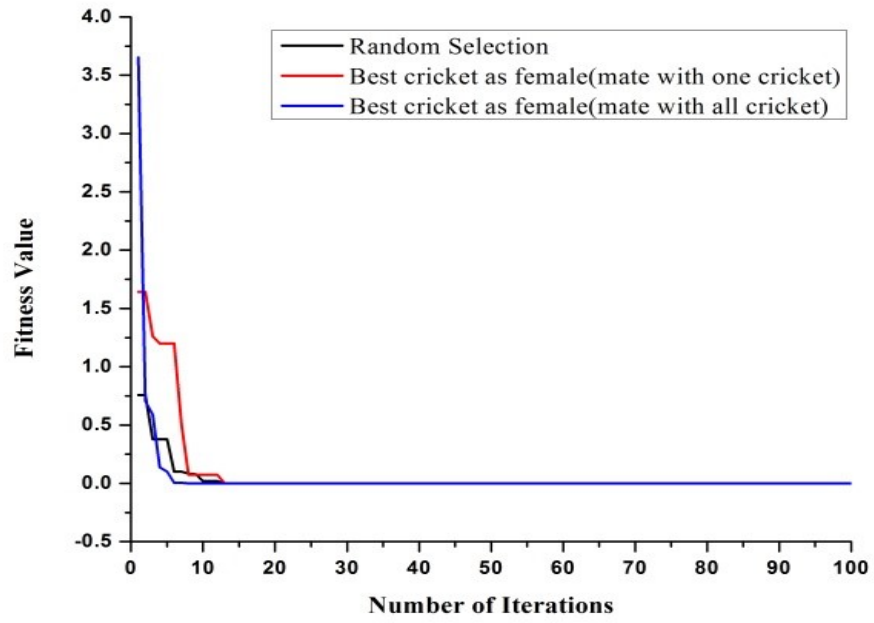 4.0
3.5
3.0
2.5
2.0
1.5
1.0
0.5
0.0
-0.5
Fitness Value
Random Selection
Best cricket as female(mate with one cricket)
Best cricket as female(mate with all cricket)
0 10 20 30 40 50 60 70 80 90 100
Number of Iterations